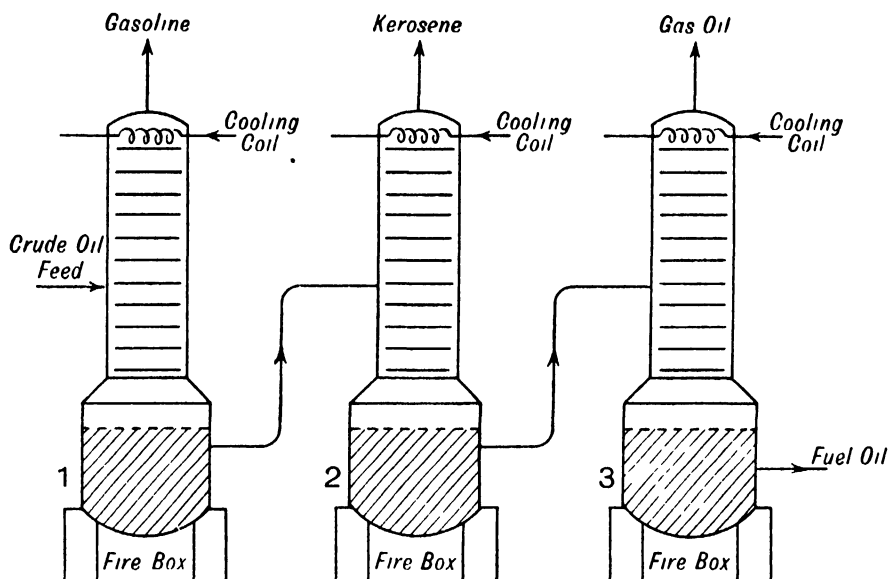 Gasoline
Kerosene
Gas Oil
Cooling
Coil
Cooling
Coil
Cooling
Coil
Crude Oil
Feed
1
2
3
Fuel Oil
Fire Box
Fire Box
Fire Box